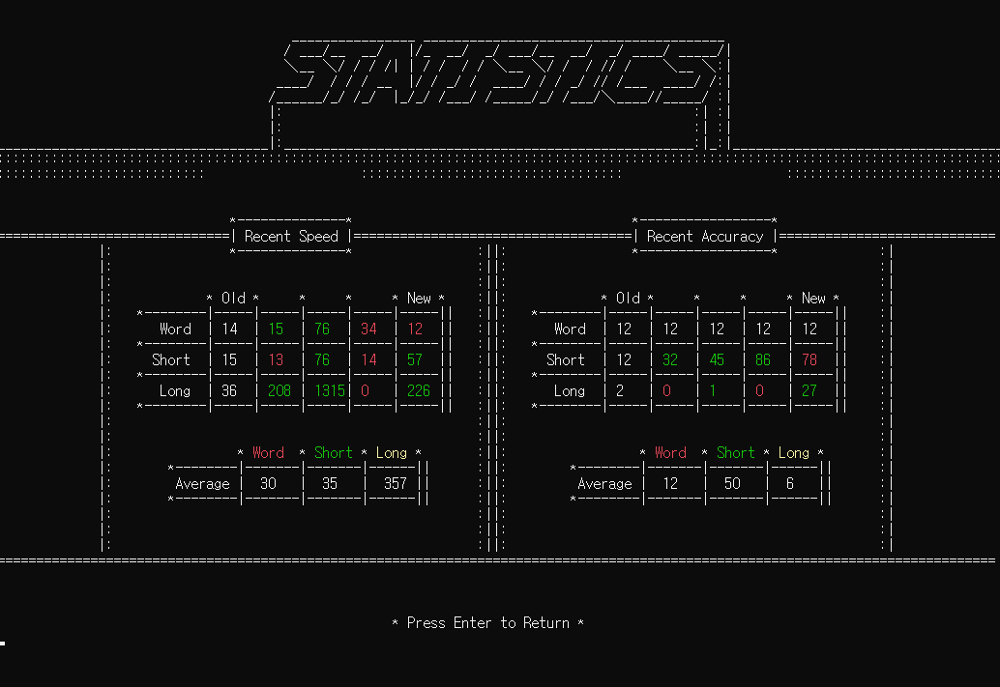 STATISTICS
Recent Speed
Recent Accuracy
* Old * * * * New *
Word 14 15 76 34 12
Short 15 13 76 14 57
Long 36 208 1315 0 226
* Word * Short * Long *
Average 30 35 357
* Old * * * * New *
Word 12 12 12 12 12
Short 12 32 45 86 78
Long 2 0 1 0 27
* Word * Short * Long *
Average 12 50 6
* Press Enter to Return *